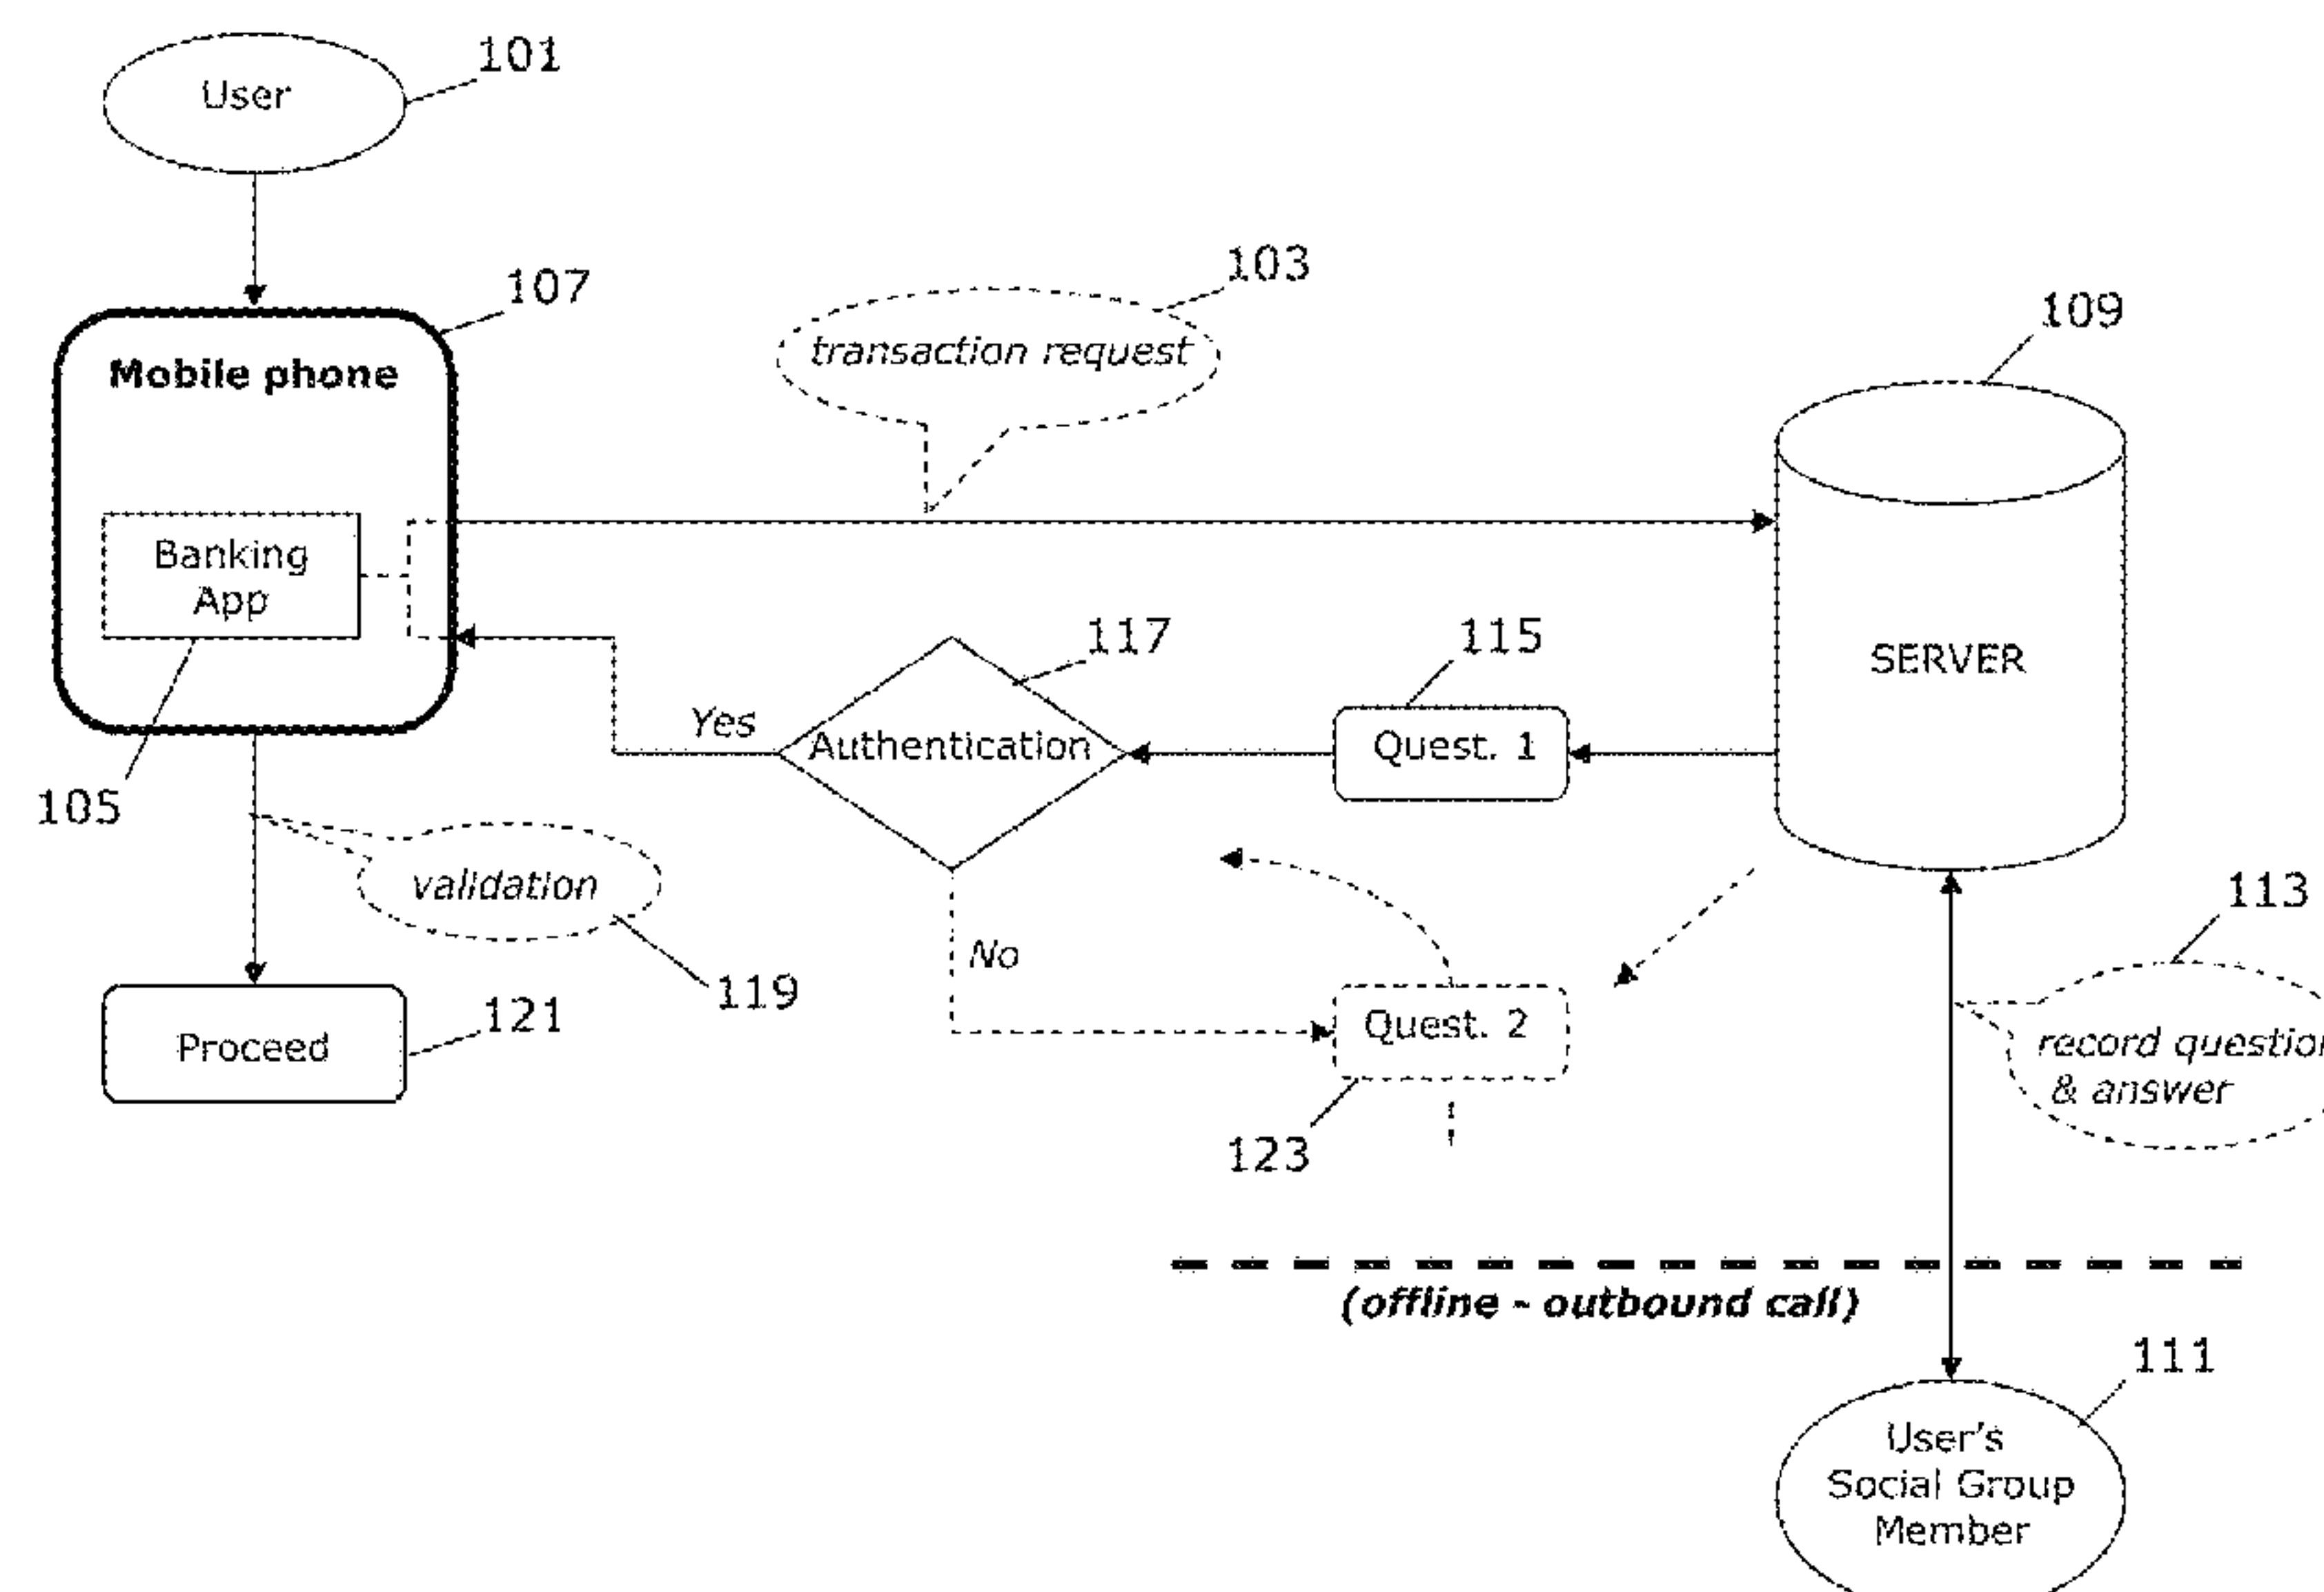 101
User
107
103
109
Mobile phone
transaction request
Banking
App
117
115
SERVER
Yes
Authentication
Quest. 1
105
113
validation
No
119
121
Quest. 2
Proceed
record question
& answer
123
(offline - outbound call)
111
User's
Social Group
Member